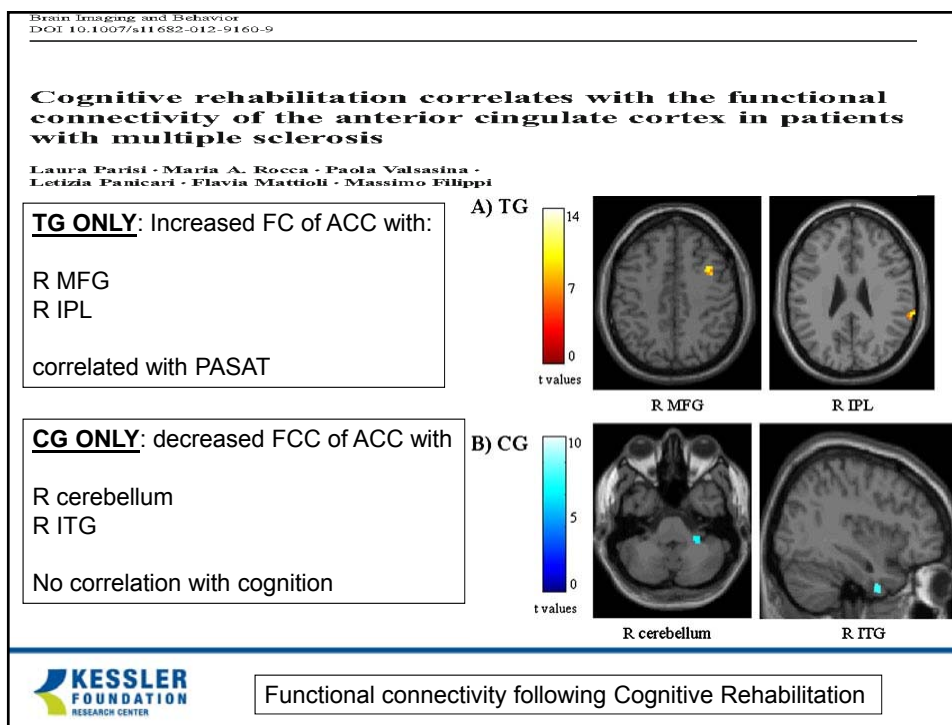 Brain Imaging and Behavior
DOI 10.1007/s11682-012-9160-9
Cognitive rehabilitation correlates with the functional
connectivity of the anterior cingulate cortex in patients
with multiple sclerosis
Laura Parisi · Maria A. Rocca · Paola Valsasina ·
Letizia Panicari · Flavia Mattioli · Massimo Filippi
TG ONLY: Increased FC of ACC with:
R MFG
R IPL
correlated with PASAT
A) TG
14
7
0
t values
R MFG
R IPL
CG ONLY: decreased FCC of ACC with
R cerebellum
R ITG
No correlation with cognition
B) CG
10
5
0
t values
R cerebellum
R ITG
KESSLER
FOUNDATION
RESEARCH CENTER
Functional connectivity following Cognitive Rehabilitation